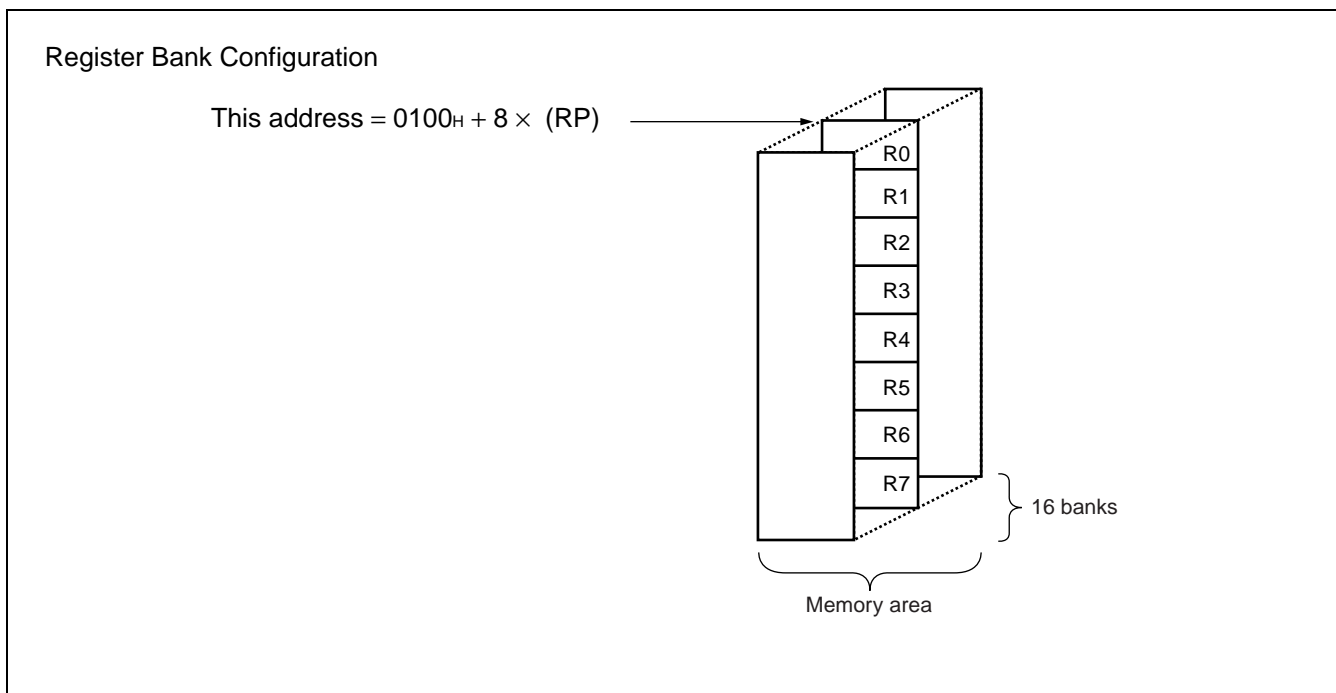 Register Bank Configuration
This address = 0100H + 8 × (RP)
R0
R1
R2
R3
R4
R5
R6
R7
16 banks
Memory area